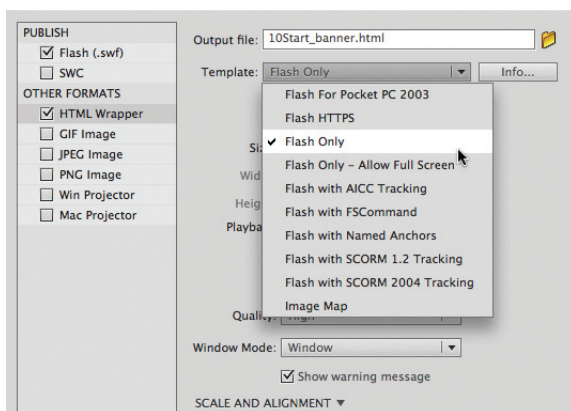 PUBLISH
Flash (.swf)
SWC
OTHER FORMATS
HTML Wrapper
GIF Image
JPEG Image
PNG Image
Win Projector
Mac Projector
Output file: 10Start_banner.html
Template: Flash Only Info...
Flash For Pocket PC 2003
Flash HTTPS
Flash Only
Flash Only – Allow Full Screen
Flash with AICC Tracking
Flash with FSCommand
Flash with Named Anchors
Flash with SCORM 1.2 Tracking
Flash with SCORM 2004 Tracking
Image Map
Window Mode: Window
Show warning message
SCALE AND ALIGNMENT